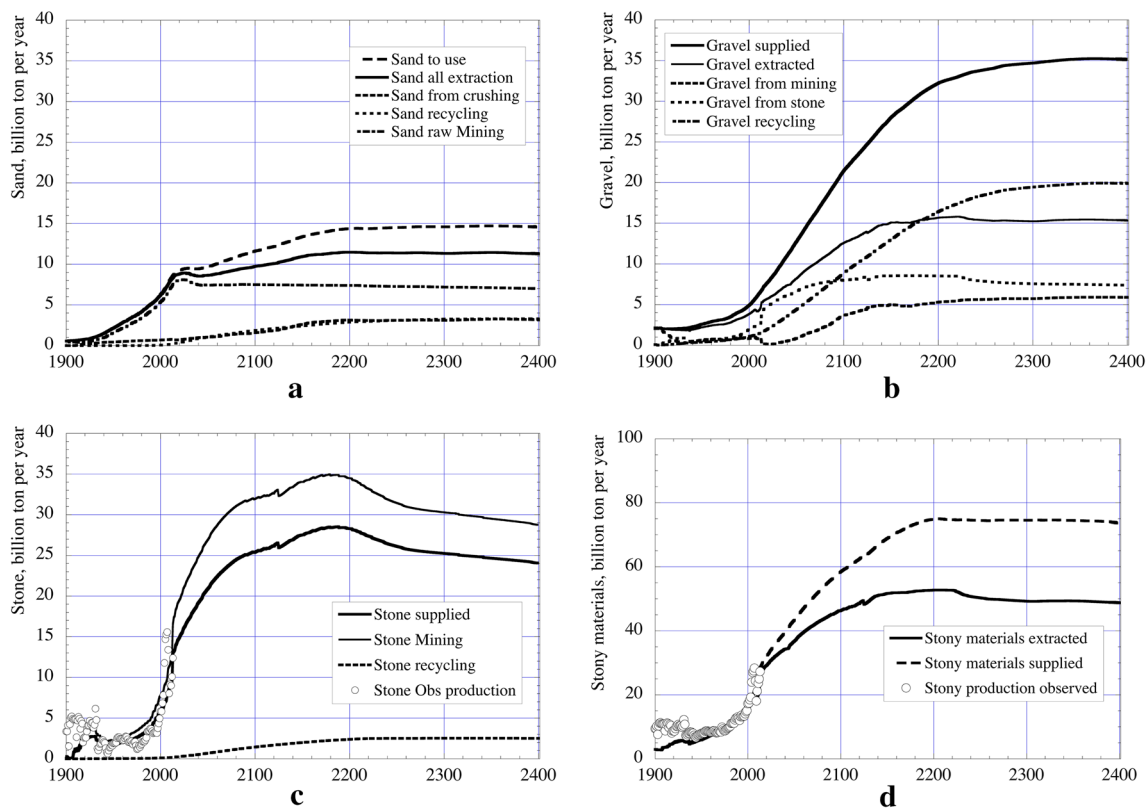 Sand, billion ton per year
40
35
30
25
20
15
10
5
0
Sand to use
Sand all extraction
Sand from crushing
Sand recycling
Sand raw Mining
1900 2000 2100 2200 2300 2400
a
Gravel, billion ton per year
40
35
30
25
20
15
10
5
0
Gravel supplied
Gravel extracted
Gravel from mining
Gravel from stone
Gravel recycling
1900 2000 2100 2200 2300 2400
b
Stone, billion ton per year
40
35
30
25
20
15
10
5
0
Stone supplied
Stone Mining
Stone recycling
Stone Obs production
1900 2000 2100 2200 2300 2400
c
Stony materials, billion ton per year
100
80
60
40
20
0
Stony materials extracted
Stony materials supplied
Stony production observed
1900 2000 2100 2200 2300 2400
d